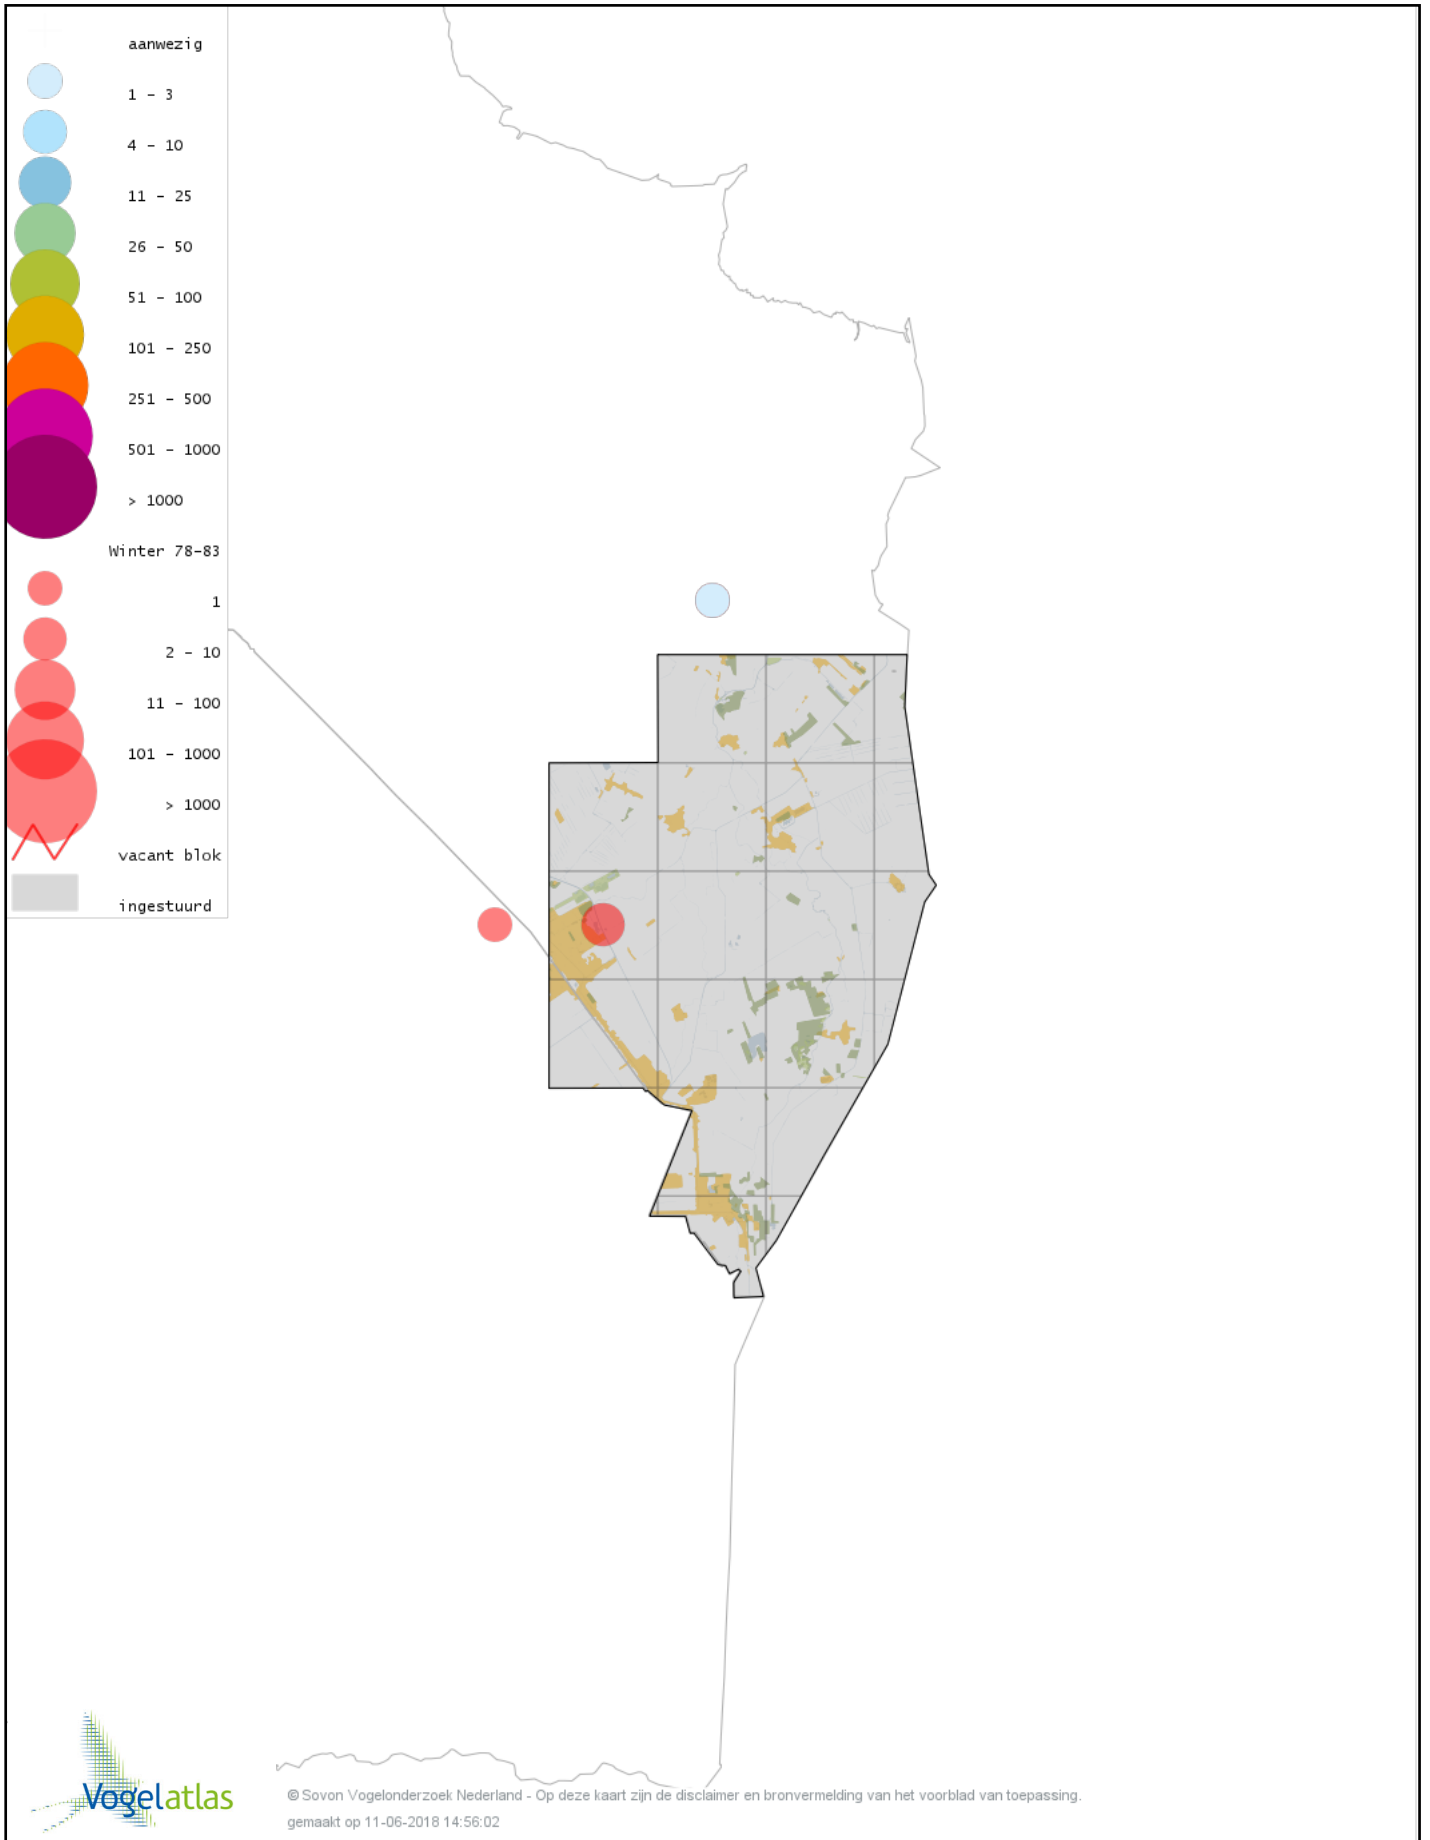 aanwezig
1 - 3
4 - 10
11 - 25
26 - 50
51 - 100
101 - 250
251 - 500
501 - 1000
> 1000
Winter 78-83
1
2 - 10
11 - 100
101 - 1000
> 1000
vacant blok
ingestuurd
Vogelatlas
© Sovon Vogelonderzoek Nederland - Op deze kaart zijn de disclaimer en bronvermelding van het voorblad van toepassing.
gemaakt op 11-06-2018 14:56:02